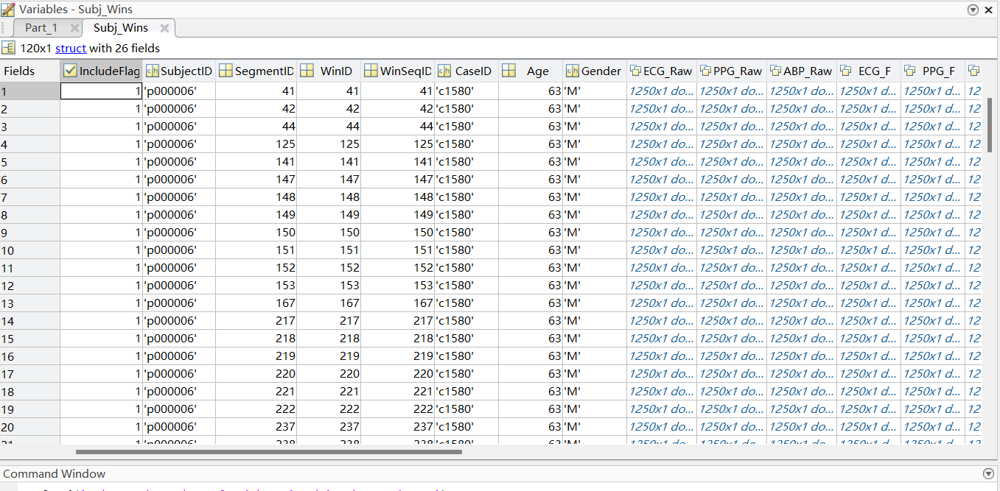 Variables - Subj_Wins
Part_1 Subj_Wins
120x1 struct with 26 fields
Fields IncludeFlag SubjectID SegmentID WinID WinSeqID CaseID Age Gender ECG_Raw PPG_Raw ABP_Raw ECG_F PPG_F
1 1 'p000006' 41 41 41 'c1580' 63 'M' 1250x1 do... 1250x1 do... 1250x1 do... 1250x1 d... 1250x1 d... 12
2 1 'p000006' 42 42 42 'c1580' 63 'M' 1250x1 do... 1250x1 do... 1250x1 do... 1250x1 d... 1250x1 d... 12
3 1 'p000006' 44 44 44 'c1580' 63 'M' 1250x1 do... 1250x1 do... 1250x1 do... 1250x1 d... 1250x1 d... 12
4 1 'p000006' 125 125 125 'c1580' 63 'M' 1250x1 do... 1250x1 do... 1250x1 do... 1250x1 d... 1250x1 d... 12
5 1 'p000006' 141 141 141 'c1580' 63 'M' 1250x1 do... 1250x1 do... 1250x1 do... 1250x1 d... 1250x1 d... 12
6 1 'p000006' 147 147 147 'c1580' 63 'M' 1250x1 do... 1250x1 do... 1250x1 do... 1250x1 d... 1250x1 d... 12
7 1 'p000006' 148 148 148 'c1580' 63 'M' 1250x1 do... 1250x1 do... 1250x1 do... 1250x1 d... 1250x1 d... 12
8 1 'p000006' 149 149 149 'c1580' 63 'M' 1250x1 do... 1250x1 do... 1250x1 do... 1250x1 d... 1250x1 d... 12
9 1 'p000006' 150 150 150 'c1580' 63 'M' 1250x1 do... 1250x1 do... 1250x1 do... 1250x1 d... 1250x1 d... 12
10 1 'p000006' 151 151 151 'c1580' 63 'M' 1250x1 do... 1250x1 do... 1250x1 do... 1250x1 d... 1250x1 d... 12
11 1 'p000006' 152 152 152 'c1580' 63 'M' 1250x1 do... 1250x1 do... 1250x1 do... 1250x1 d... 1250x1 d... 12
12 1 'p000006' 153 153 153 'c1580' 63 'M' 1250x1 do... 1250x1 do... 1250x1 do... 1250x1 d... 1250x1 d... 12
13 1 'p000006' 167 167 167 'c1580' 63 'M' 1250x1 do... 1250x1 do... 1250x1 do... 1250x1 d... 1250x1 d... 12
14 1 'p000006' 217 217 217 'c1580' 63 'M' 1250x1 do... 1250x1 do... 1250x1 do... 1250x1 d... 1250x1 d... 12
15 1 'p000006' 218 218 218 'c1580' 63 'M' 1250x1 do... 1250x1 do... 1250x1 do... 1250x1 d... 1250x1 d... 12
16 1 'p000006' 219 219 219 'c1580' 63 'M' 1250x1 do... 1250x1 do... 1250x1 do... 1250x1 d... 1250x1 d... 12
17 1 'p000006' 220 220 220 'c1580' 63 'M' 1250x1 do... 1250x1 do... 1250x1 do... 1250x1 d... 1250x1 d... 12
18 1 'p000006' 221 221 221 'c1580' 63 'M' 1250x1 do... 1250x1 do... 1250x1 do... 1250x1 d... 1250x1 d... 12
19 1 'p000006' 222 222 222 'c1580' 63 'M' 1250x1 do... 1250x1 do... 1250x1 do... 1250x1 d... 1250x1 d... 12
20 1 'p000006' 237 237 237 'c1580' 63 'M' 1250x1 do... 1250x1 do... 1250x1 do... 1250x1 d... 1250x1 d... 12
Command Window